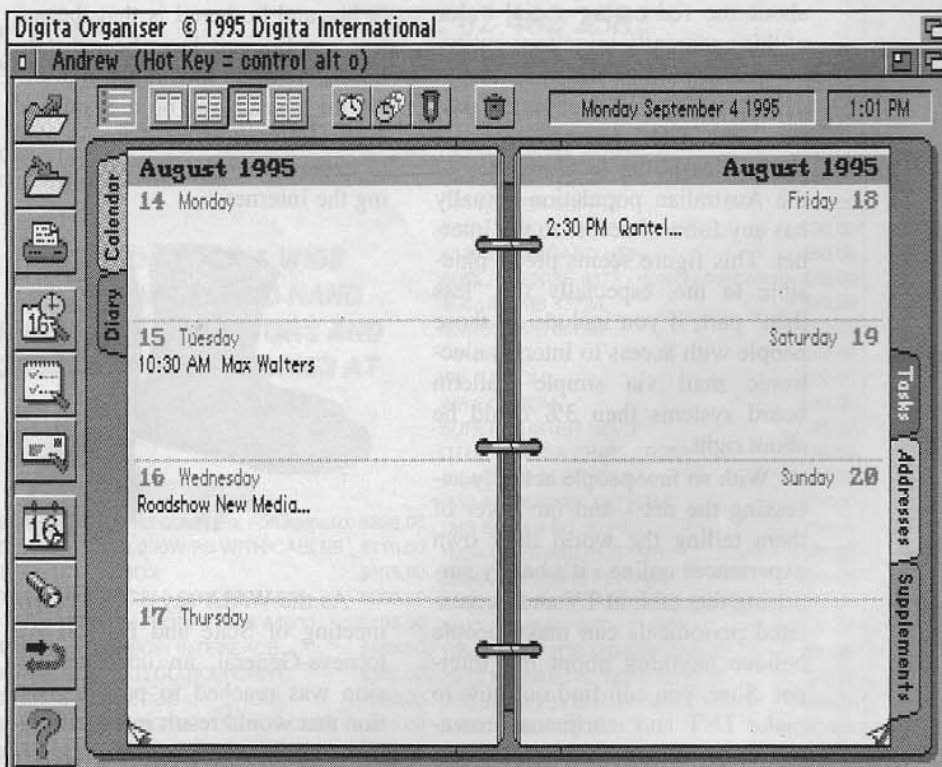 Digita Organiser © 1995 Digita International
Andrew (Hot Key = control alt o)
Monday September 4 1995
1:01 PM
16
16
Calendar
Diary
August 1995
14 Monday
15 Tuesday
10:30 AM Max Walters
16 Wednesday
Roadshow New Media...
17 Thursday
August 1995
Friday 18
2:30 PM Qantel...
Saturday 19
Sunday 20
Tasks
Addresses
Supplements